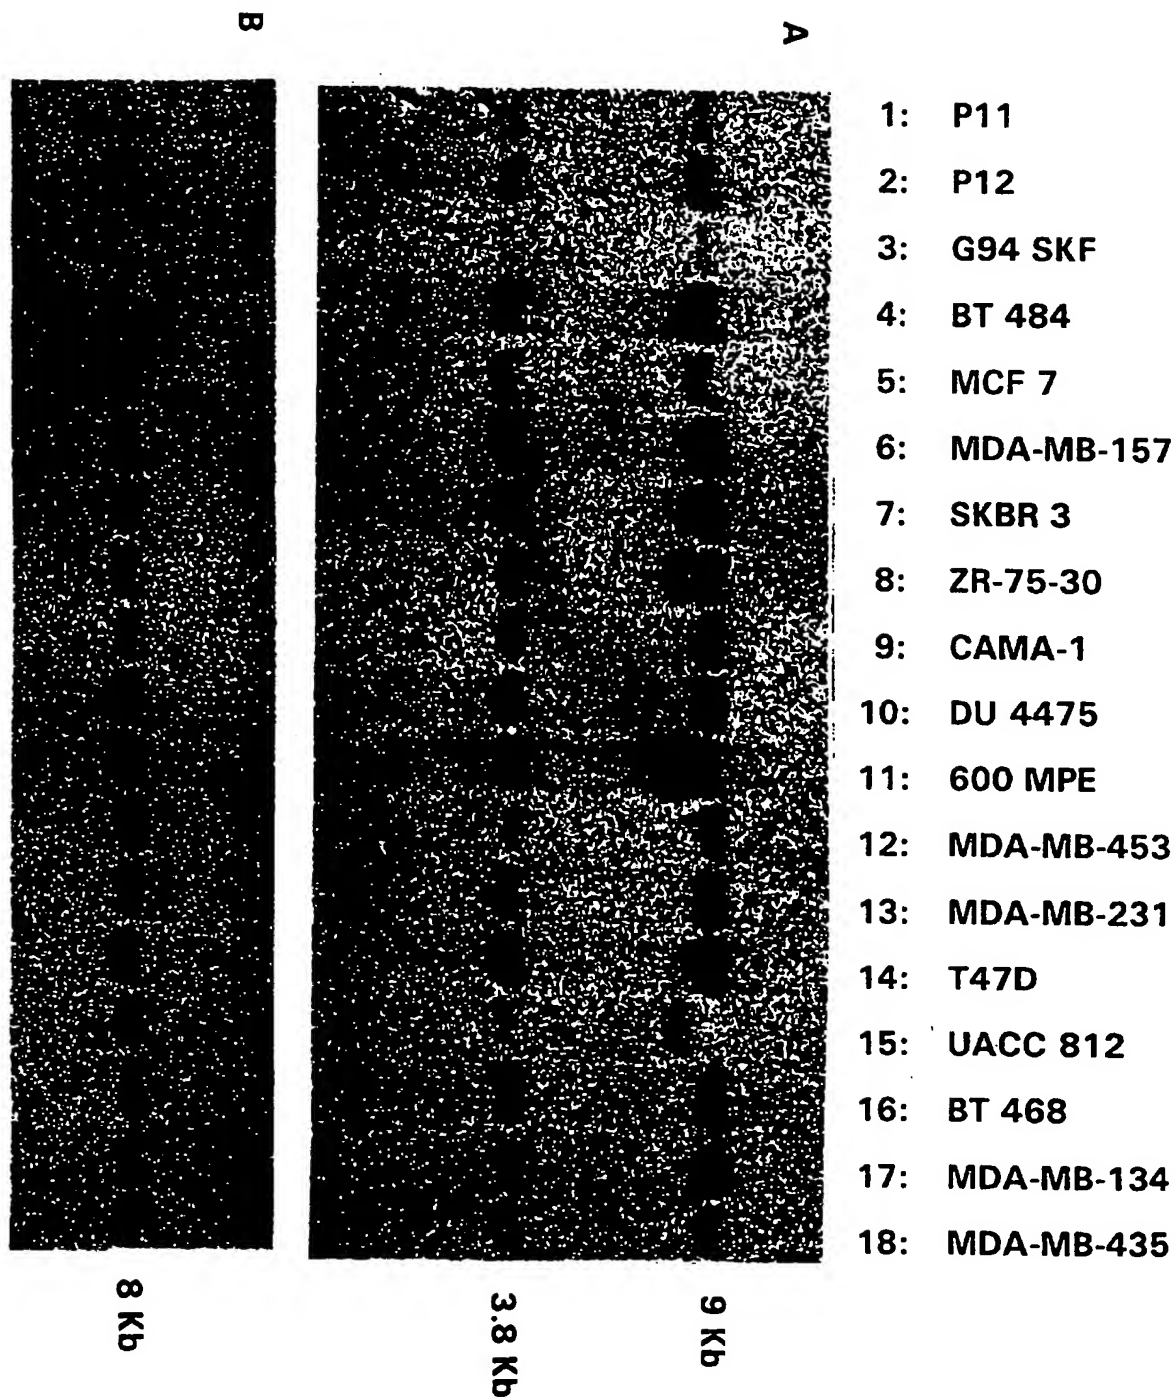 B
A
1: P11
2: P12
3: G94 SKF
4: BT 484
5: MCF 7
6: MDA-MB-157
7: SKBR 3
8: ZR-75-30
9: CAMA-1
10: DU 4475
11: 600 MPE
12: MDA-MB-453
13: MDA-MB-231
14: T47D
15: UACC 812
16: BT 468
17: MDA-MB-134
18: MDA-MB-435
8 Kb
3.8 Kb
9 Kb